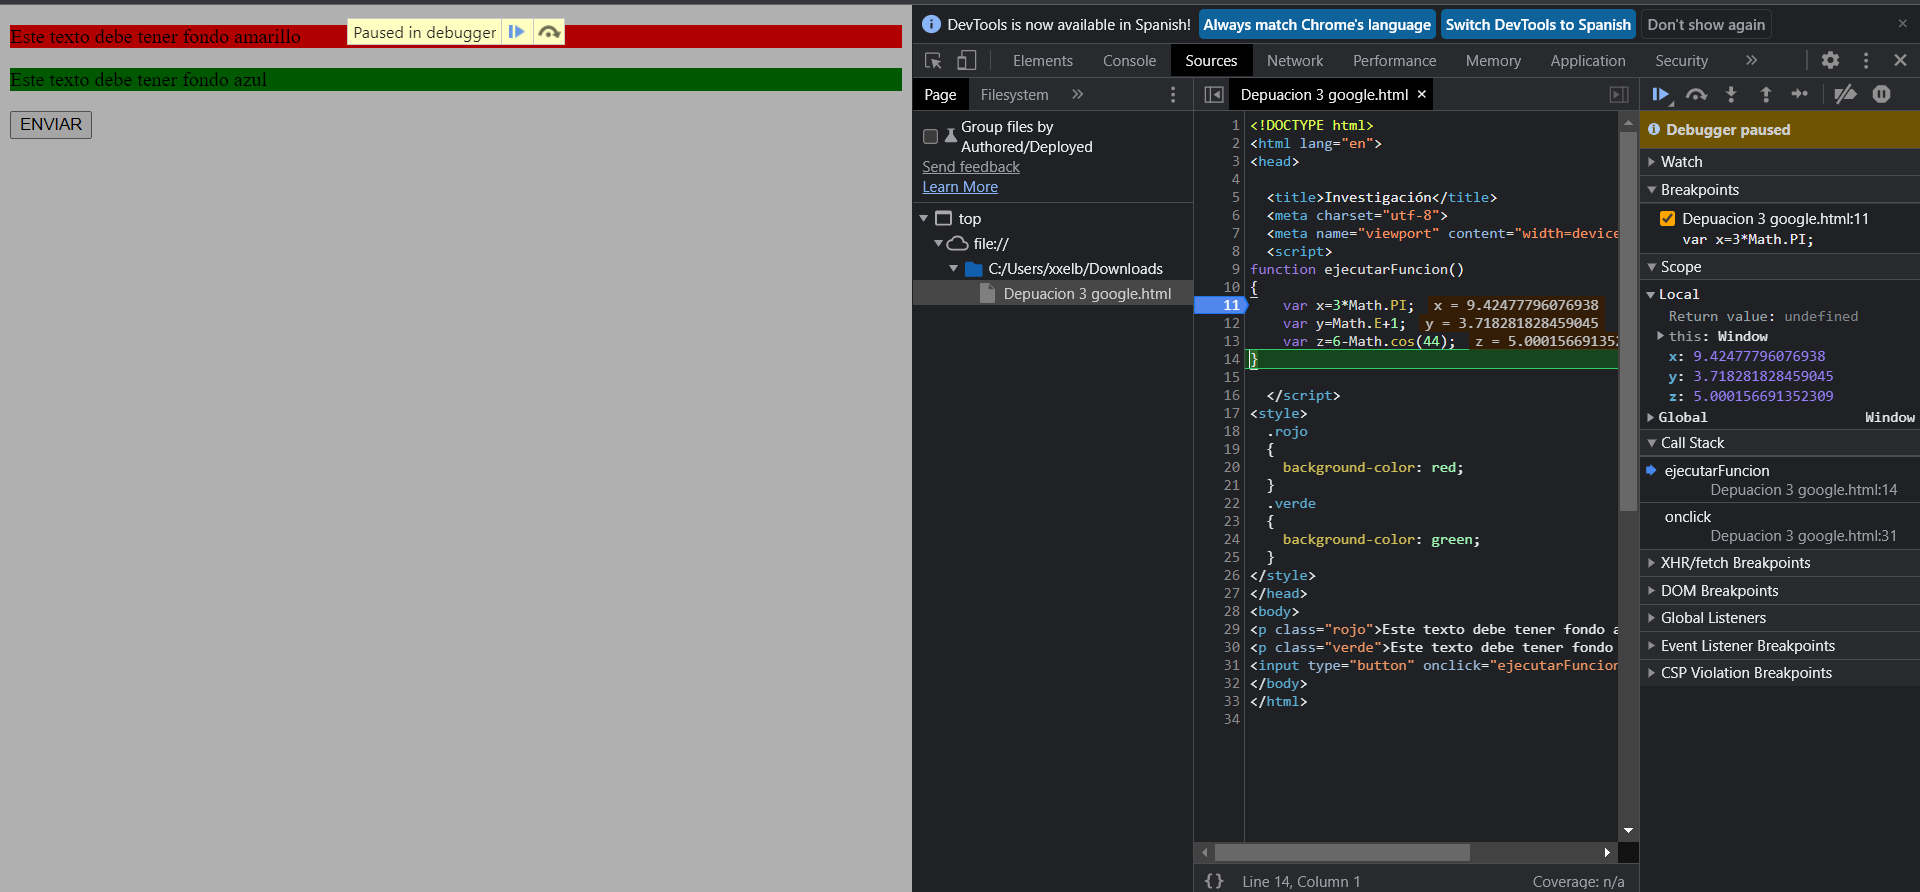 Este texto debe tener fondo amarillo
Paused in debugger
Este texto debe tener fondo azul
ENVIAR
DevTools is now available in Spanish!
Always match Chrome's language
Switch DevTools to Spanish
Don't show again
Elements
Console
Sources
Network
Performance
Memory
Application
Security
Page
Filesystem
Group files by
Authored/Deployed
Send feedback
Learn More
top
file://
C:/Users/xxelb/Downloads
Depuacion 3 google.html
Depuacion 3 google.html
1 <!DOCTYPE html>
2 <html lang="en">
3 <head>
4
5 <title>Investigación</title>
6 <meta charset="utf-8">
7 <meta name="viewport" content="width=device
8 <script>
9 function ejecutarFuncion()
10 {
11 var x=3*Math.PI; x = 9.42477796076938
12 var y=Math.E+1; y = 3.718281828459045
13 var z=6-Math.cos(44); z = 5.000156691352
14 }
15
16 </script>
17 <style>
18 .rojo
19 {
20 background-color: red;
21 }
22 .verde
23 {
24 background-color: green;
25 }
26 </style>
27 </head>
28 <body>
29 <p class="rojo">Este texto debe tener fondo a
30 <p class="verde">Este texto debe tener fondo
31 <input type="button" onclick="ejecutarFuncion
32 </body>
33 </html>
34
{} Line 14, Column 1
Coverage: n/a
Debugger paused
Watch
Breakpoints
Depuacion 3 google.html:11
var x=3*Math.PI;
Scope
Local
Return value: undefined
this: Window
x: 9.42477796076938
y: 3.718281828459045
z: 5.000156691352309
Global Window
Call Stack
ejecutarFuncion
Depuacion 3 google.html:14
onclick
Depuacion 3 google.html:31
XHR/fetch Breakpoints
DOM Breakpoints
Global Listeners
Event Listener Breakpoints
CSP Violation Breakpoints